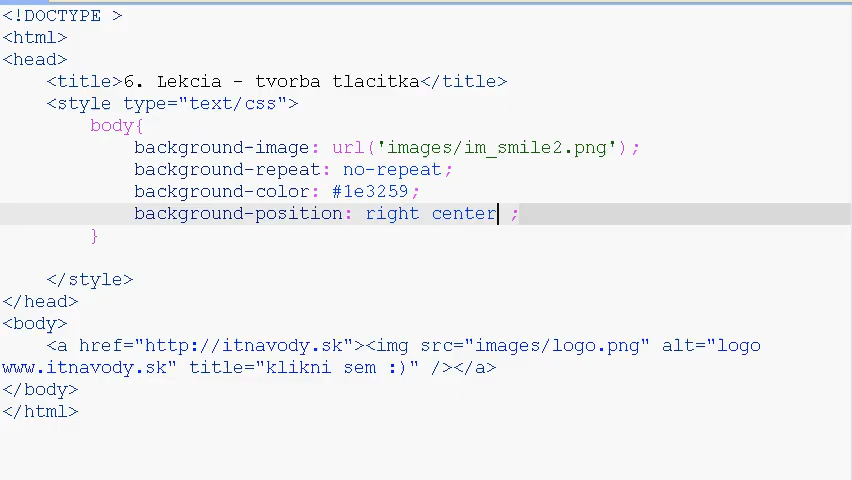 <!DOCTYPE >
<html>
<head>
    <title>6. Lekcia - tvorba tlacitka</title>
    <style type="text/css">
        body{
            background-image: url('images/im_smile2.png');
            background-repeat: no-repeat;
            background-color: #1e3259;
            background-position: right center ;
        }
    </style>
</head>
<body>
    <a href="http://itnavody.sk"><img src="images/logo.png" alt="logo
www.itnavody.sk" title="klikni sem :)" /></a>
</body>
</html>